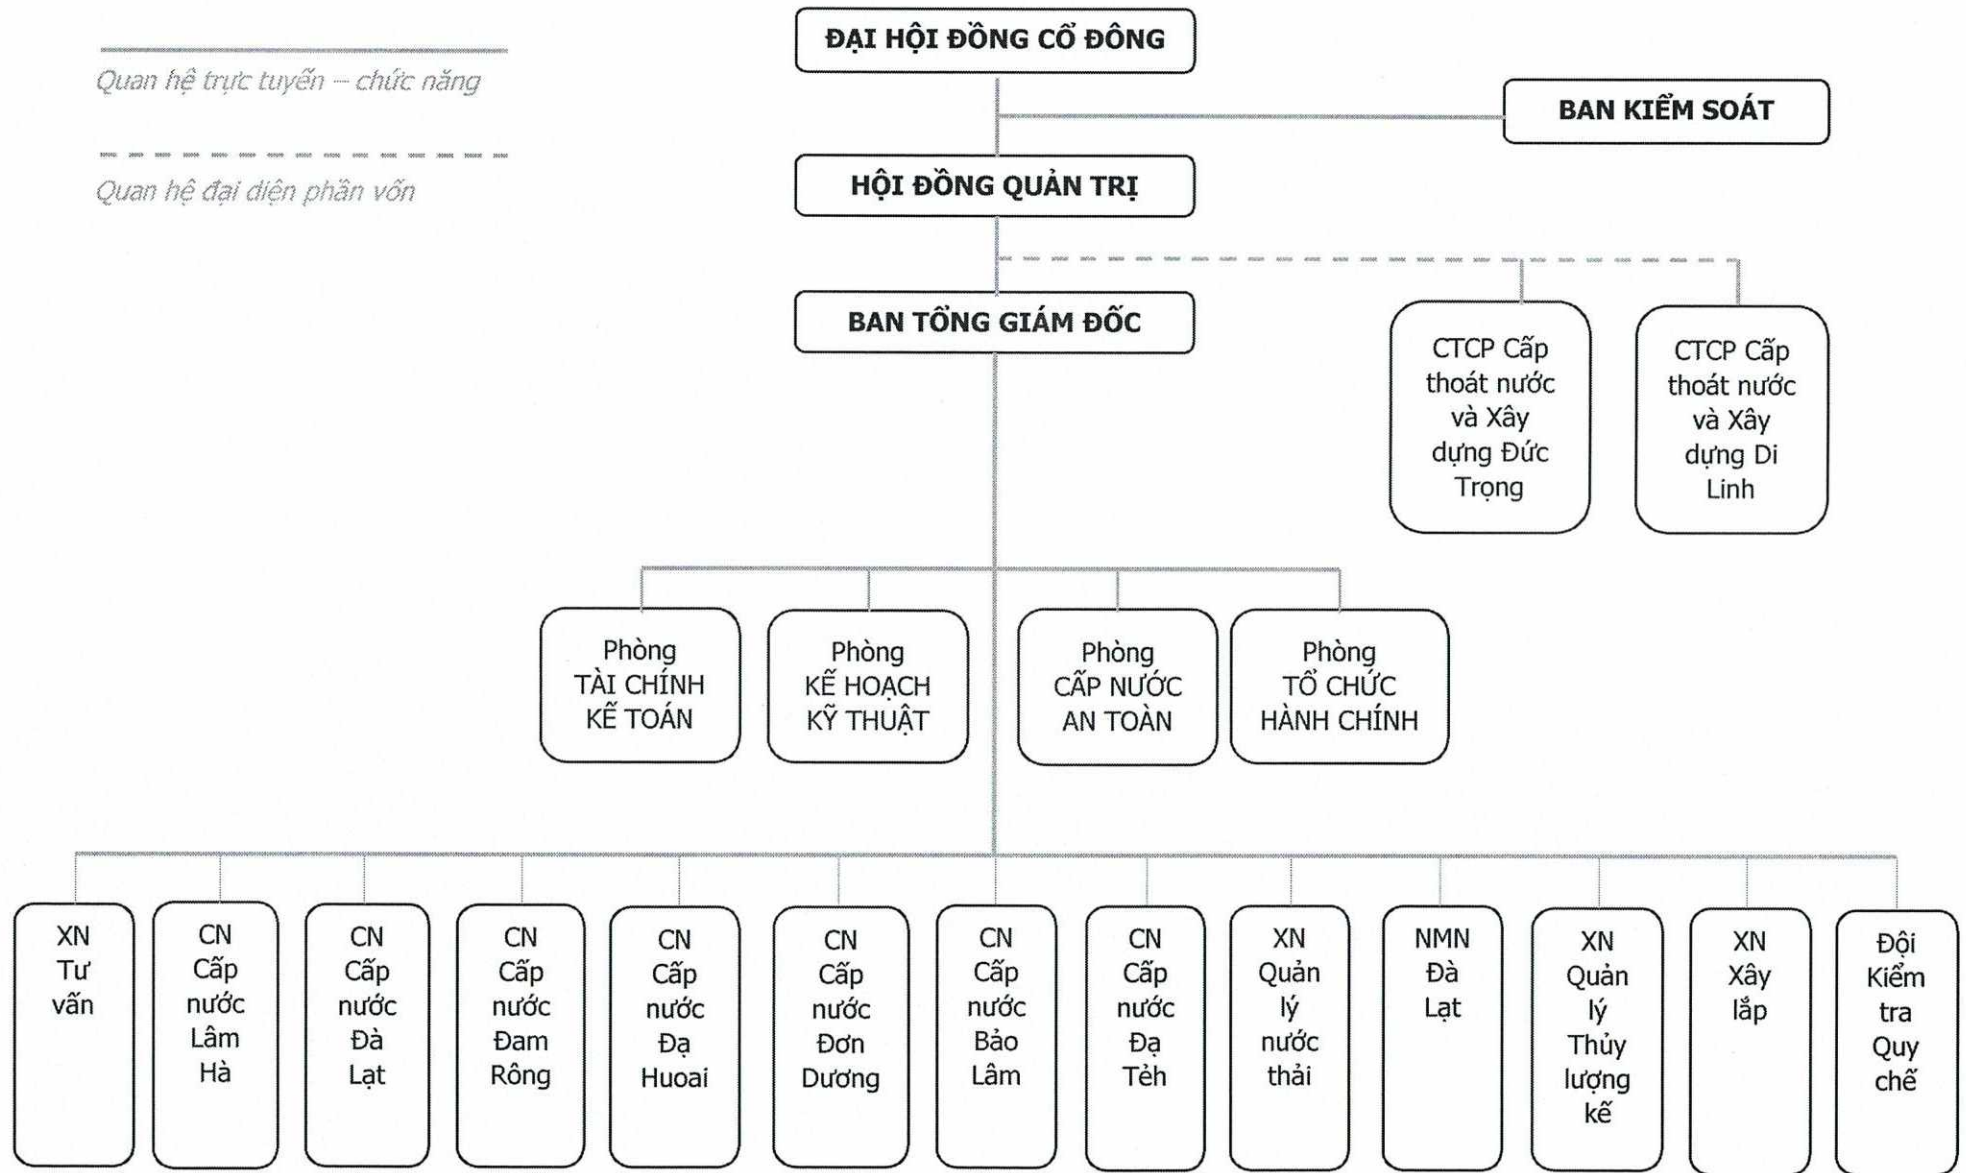 ĐẠI HỘI ĐỒNG CỔ ĐÔNG
Quan hệ trực tuyến – chức năng
BAN KIỂM SOÁT
Quan hệ đại diện phần vốn
HỘI ĐỒNG QUẢN TRỊ
BAN TỔNG GIÁM ĐỐC
CTCP Cấp
thoát nước
và Xây
dựng Đức
Trọng
CTCP Cấp
thoát nước
và Xây
dựng Di
Linh
Phòng
TÀI CHÍNH
KẾ TOÁN
Phòng
KẾ HOẠCH
KỸ THUẬT
Phòng
CẤP NƯỚC
AN TOÀN
Phòng
TỔ CHỨC
HÀNH CHÍNH
XN
Tư
vấn
CN
Cấp
nước
Lâm
Hà
CN
Cấp
nước
Đà
Lạt
CN
Cấp
nước
Đam
Rông
CN
Cấp
nước
Đạ
Huoai
CN
Cấp
nước
Đơn
Dương
CN
Cấp
nước
Bảo
Lâm
CN
Cấp
nước
Đạ
Tẻh
XN
Quản
lý
nước
thải
NMN
Đà
Lạt
XN
Quản
lý
Thủy
lượng
kế
XN
Xây
lắp
Đội
Kiểm
tra
Quy
chế